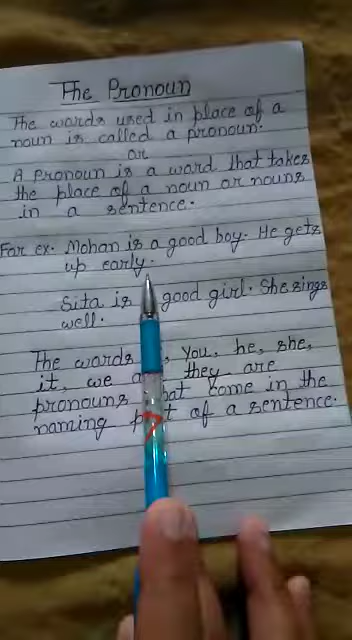 The Pronoun
The words used in place of a
noun is called a pronoun.
or
A pronoun is a word that takes
the place of a noun or nouns
in a sentence.
For ex. Mohan is a good boy. He gets
up early.
Sita is good girl. She sings
well.
The words , you, he, she,
it, we they are
pronouns that come in the
naming of a sentence.